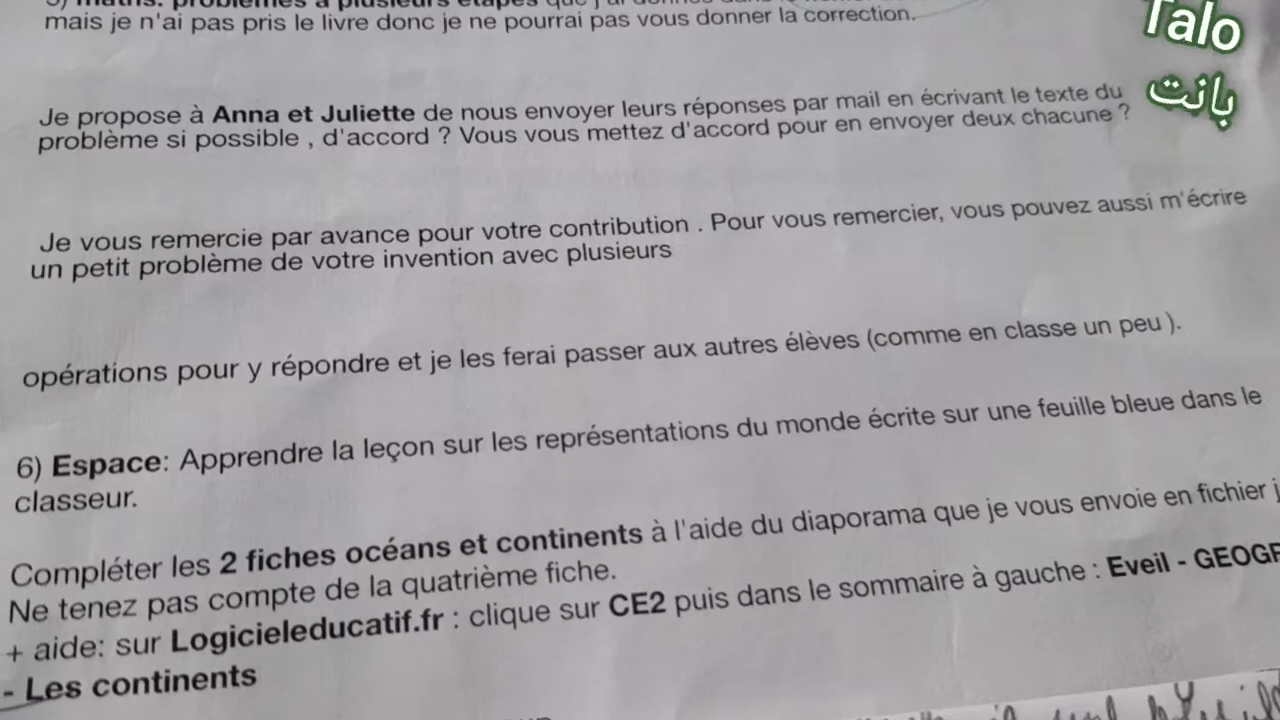 mais je n'ai pas pris le livre donc je ne pourrai pas vous donner la correction.
Talo
بانت
Je propose à Anna et Juliette de nous envoyer leurs réponses par mail en écrivant le texte du
problème si possible , d'accord ? Vous vous mettez d'accord pour en envoyer deux chacune ?
Je vous remercie par avance pour votre contribution . Pour vous remercier, vous pouvez aussi m'écrire
un petit problème de votre invention avec plusieurs
opérations pour y répondre et je les ferai passer aux autres élèves (comme en classe un peu ).
6) Espace: Apprendre la leçon sur les représentations du monde écrite sur une feuille bleue dans le
classeur.
Compléter les 2 fiches océans et continents à l'aide du diaporama que je vous envoie en fichier j
Ne tenez pas compte de la quatrième fiche.
+ aide: sur Logicieleducatif.fr : clique sur CE2 puis dans le sommaire à gauche : Eveil - GEOGR
- Les continents